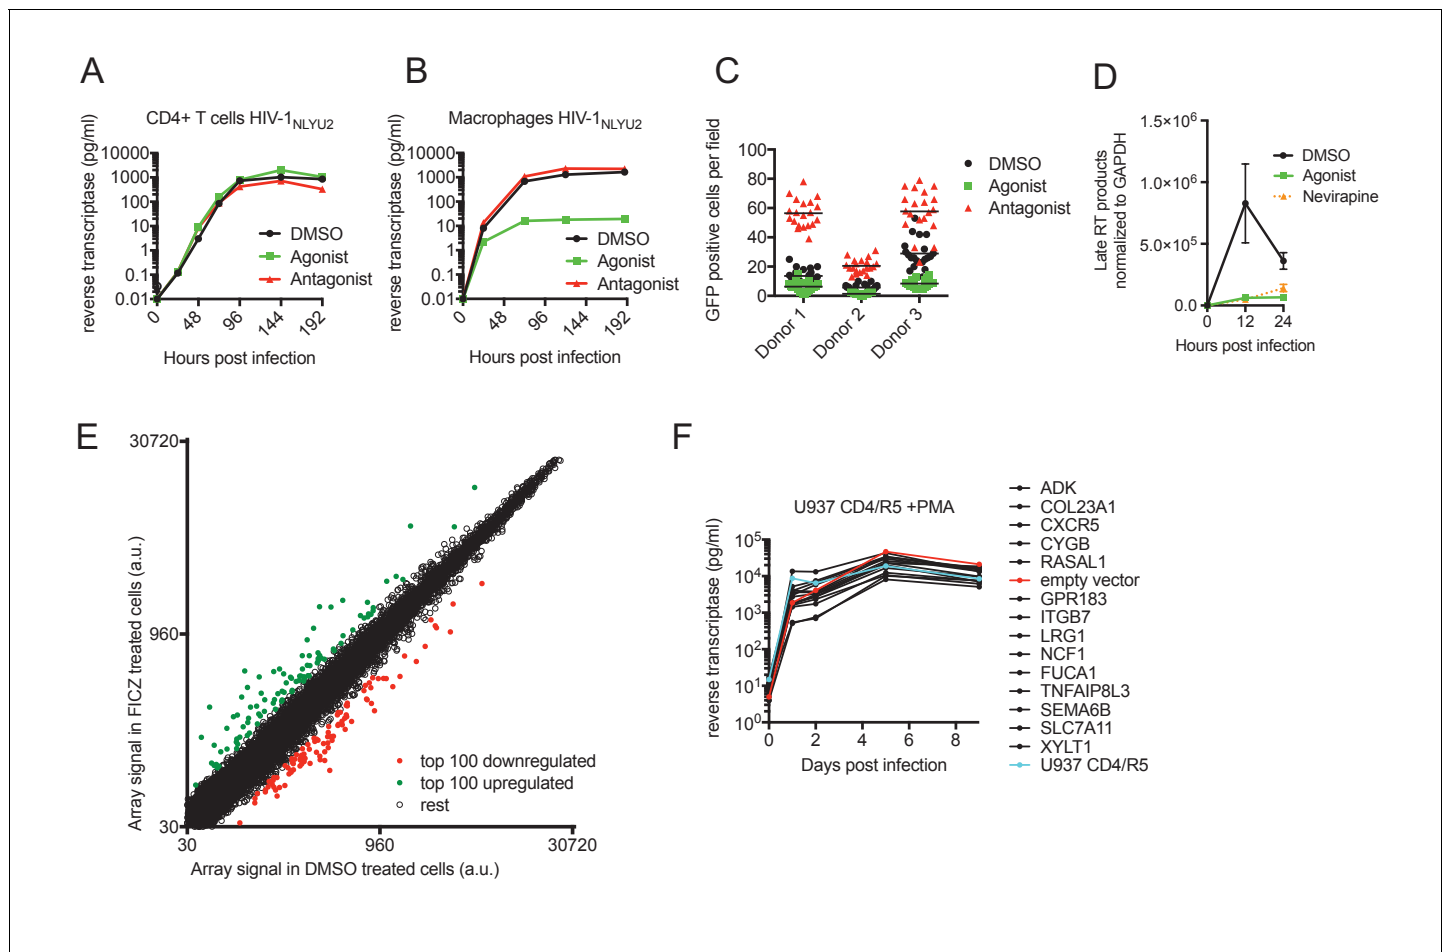 A
CD4+ T cells HIV-1NLYU2
reverse transcriptase (pg/ml)
10000
1000
100
10
1
0.1
0.01
0
48
96
144
192
Hours post infection
DMSO
Agonist
Antagonist
B
Macrophages HIV-1NLYU2
reverse transcriptase (pg/ml)
10000
1000
100
10
1
0.1
0.01
0
48
96
144
192
Hours post infection
DMSO
Agonist
Antagonist
C
GFP positive cells per field
100
80
60
40
20
0
Donor 1
Donor 2
Donor 3
DMSO
Agonist
Antagonist
D
Late RT products
normalized to GAPDH
1.5×10⁶
1.0×10⁶
5.0×10⁵
0.0
0
12
24
Hours post infection
DMSO
Agonist
Nevirapine
E
Array signal in FICZ treated cells (a.u.)
30720
960
30
30
960
30720
Array signal in DMSO treated cells (a.u.)
top 100 downregulated
top 100 upregulated
rest
F
U937 CD4/R5 +PMA
reverse transcriptase (pg/ml)
10⁵
10⁴
10³
10²
10¹
10⁰
0
2
4
6
8
Days post infection
ADK
COL23A1
CXCR5
CYGB
RASAL1
empty vector
GPR183
ITGB7
LRG1
NCF1
FUCA1
TNFAIP8L3
SEMA6B
SLC7A11
XYLT1
U937 CD4/R5